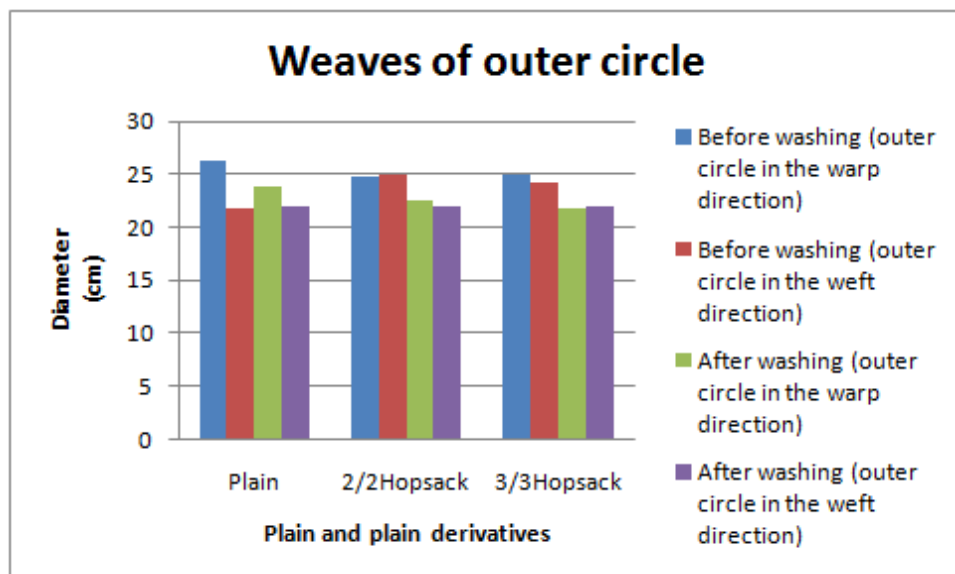 Weaves of outer circle
30
25
20
15
10
5
0
Diameter
(cm)
Plain
2/2Hopsack
3/3Hopsack
Plain and plain derivatives
Before washing (outer
circle in the warp
direction)
Before washing (outer
circle in the weft
direction)
After washing (outer
circle in the warp
direction)
After washing (outer
circle in the weft
direction)